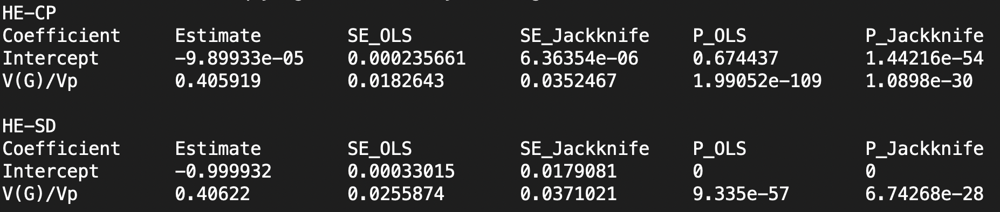 HE-CP
Coefficient Estimate SE_OLS SE_Jackknife P_OLS P_Jackknife
Intercept -9.89933e-05 0.000235661 6.36354e-06 0.674437 1.44216e-54
V(G)/Vp 0.405919 0.0182643 0.0352467 1.99052e-109 1.0898e-30
HE-SD
Coefficient Estimate SE_OLS SE_Jackknife P_OLS P_Jackknife
Intercept -0.999932 0.00033015 0.0179081 0 0
V(G)/Vp 0.40622 0.0255874 0.0371021 9.335e-57 6.74268e-28